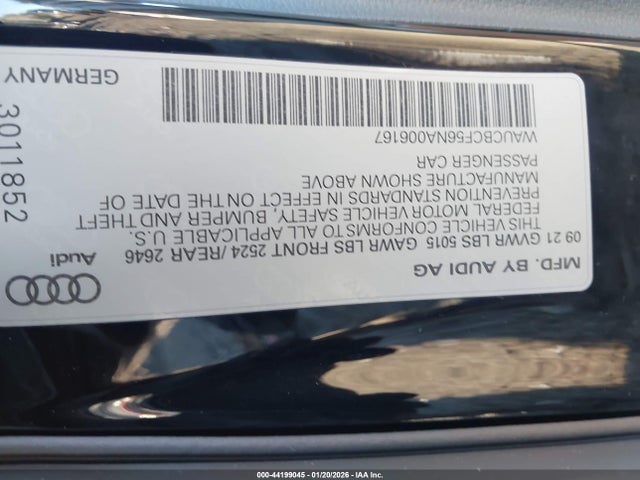 MFD. BY AUDI AG
09 21 GVWR LBS 5015 GAWR LBS FRONT 2524 /REAR 2646
THIS VEHICLE CONFORMS TO ALL APPLICABLE U.S.
FEDERAL MOTOR VEHICLE SAFETY, BUMPER AND THEFT
PREVENTION STANDARDS IN EFFECT ON THE DATE OF
MANUFACTURE SHOWN ABOVE
PASSENGER CAR
WAUCBCF56NA006167
Audi
3011852
GERMANY
000-44199045 - 01/20/2026 - IAA Inc.